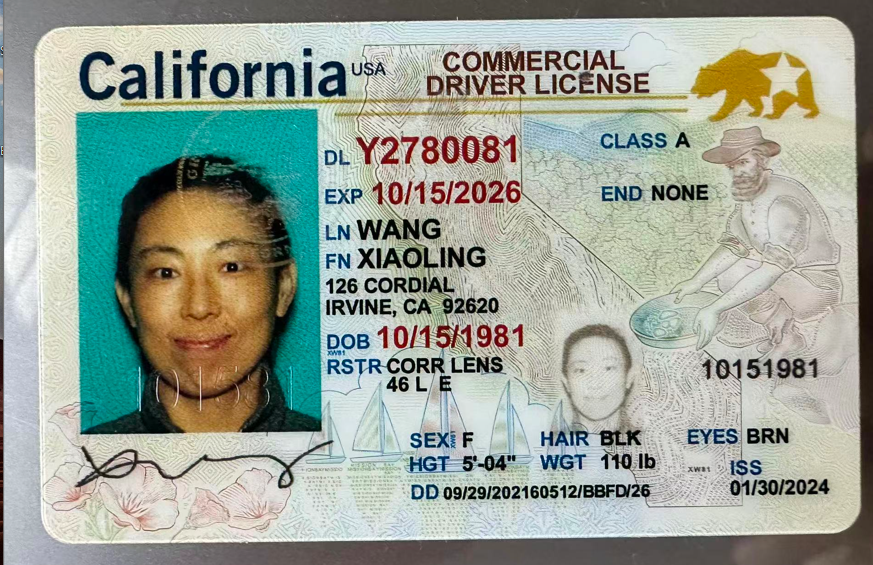 California USA
COMMERCIAL
DRIVER LICENSE
DL Y2780081
CLASS A
EXP 10/15/2026
END NONE
LN WANG
FN XIAOLING
126 CORDIAL
IRVINE, CA 92620
DOB 10/15/1981
XW81
RSTR CORR LENS
46 L E
10151981
SEX F
HAIR BLK
EYES BRN
HGT 5'-04"
WGT 110 lb
XW81
ISS
DD 09/29/202160512/BBFD/26
01/30/2024